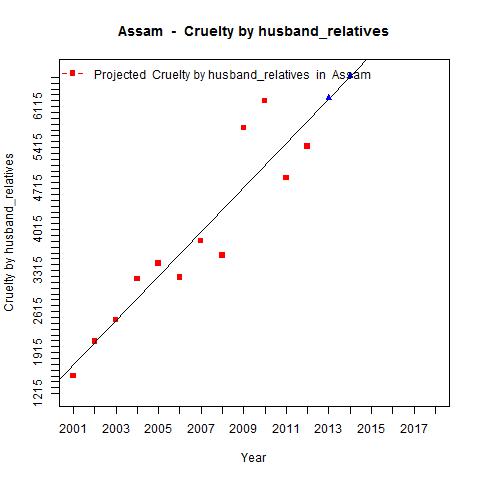 Assam - Cruelty by husband_relatives
Projected Cruelty by husband_relatives in Assam
Cruelty by husband_relatives
6115
5415
4715
4015
3315
2615
1915
1215
2001 2003 2005 2007 2009 2011 2013 2015 2017
Year